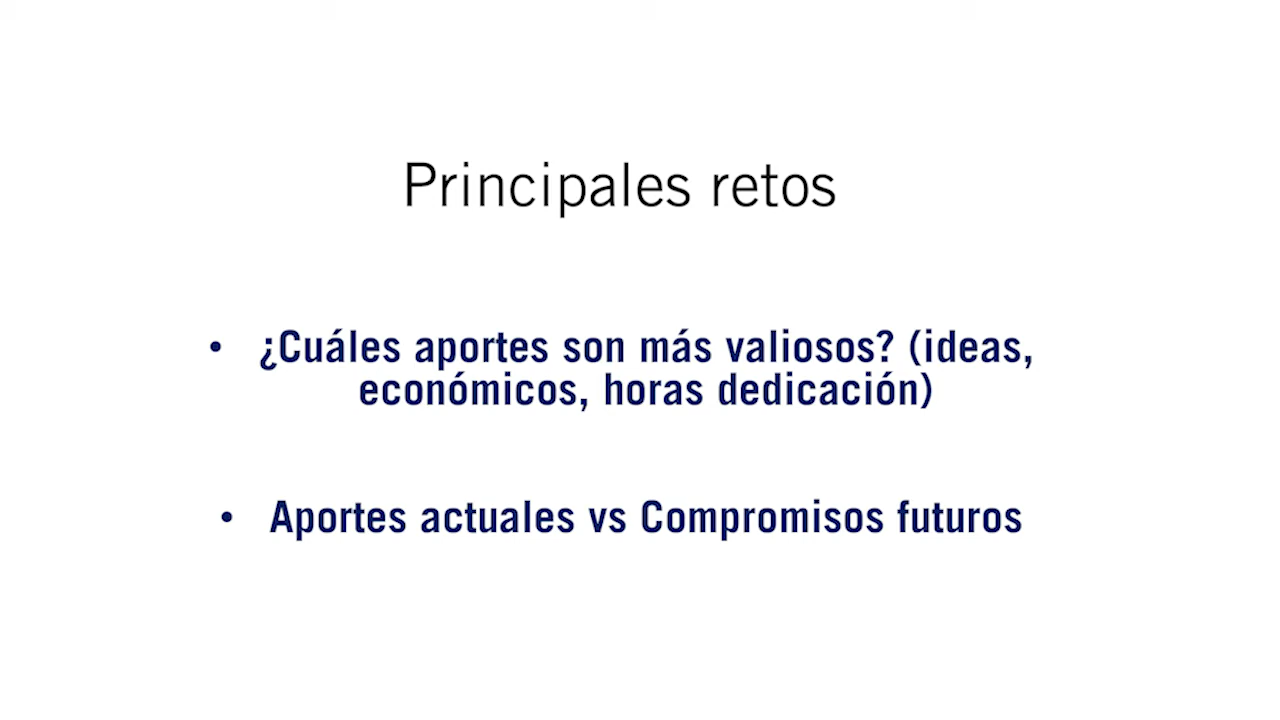 Principales retos
• ¿Cuáles aportes son más valiosos? (ideas,
económicos, horas dedicación)
• Aportes actuales vs Compromisos futuros